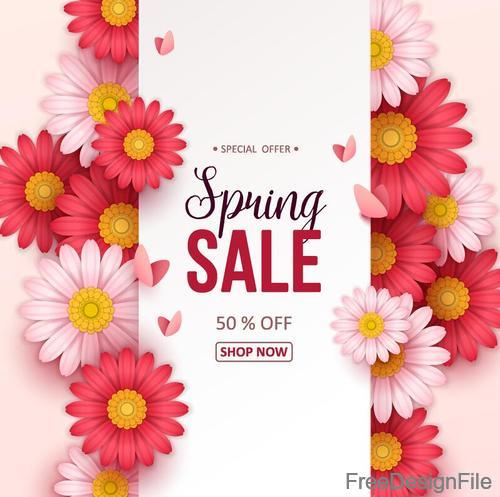 • SPECIAL OFFER •
Spring
SALE
50 % OFF
SHOP NOW
FreeDesignFile